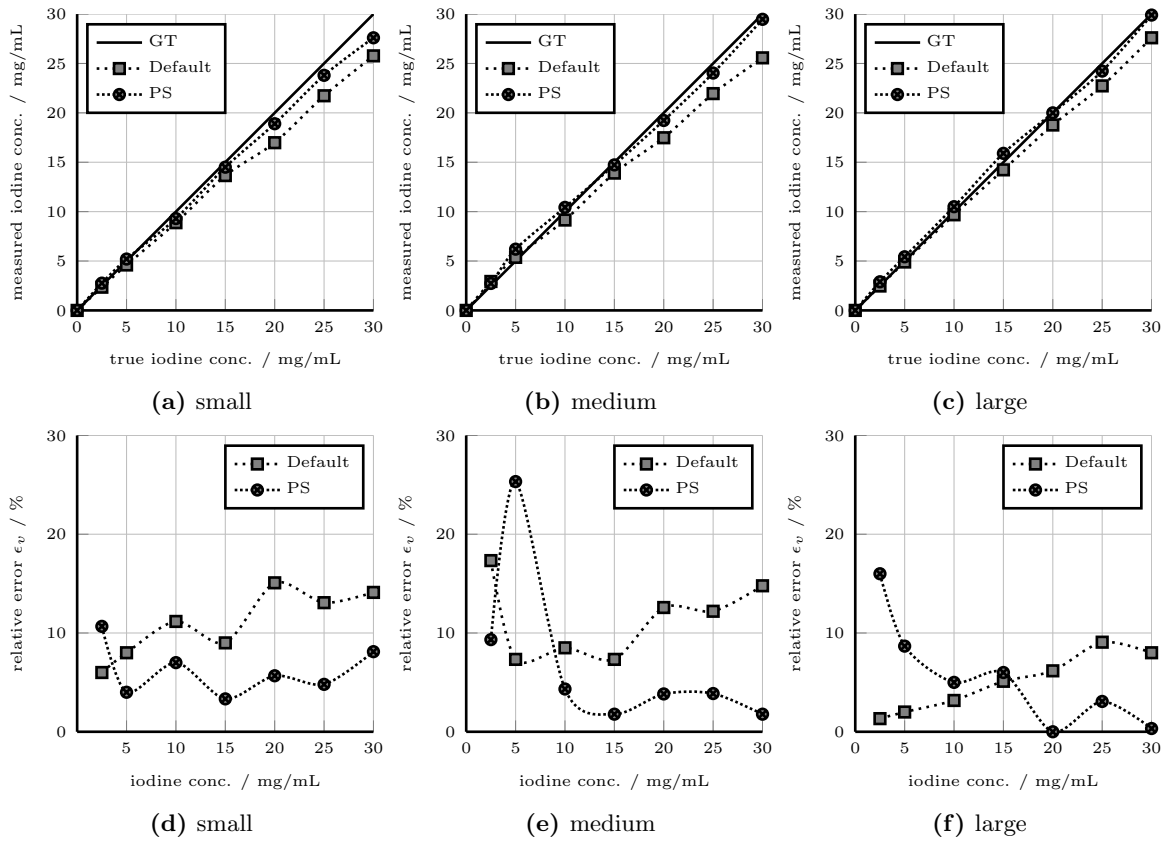 measured iodine conc. / mg/mL
30
25
20
15
10
5
0
GT
Default
PS
0 5 10 15 20 25 30
true iodine conc. / mg/mL
(a) small
measured iodine conc. / mg/mL
30
25
20
15
10
5
0
GT
Default
PS
0 5 10 15 20 25 30
true iodine conc. / mg/mL
(b) medium
measured iodine conc. / mg/mL
30
25
20
15
10
5
0
GT
Default
PS
0 5 10 15 20 25 30
true iodine conc. / mg/mL
(c) large
relative error ϵv / %
30
20
10
0
Default
PS
5 10 15 20 25 30
iodine conc. / mg/mL
(d) small
relative error ϵv / %
30
20
10
0
Default
PS
0 5 10 15 20 25 30
iodine conc. / mg/mL
(e) medium
relative error ϵv / %
30
20
10
0
Default
PS
0 5 10 15 20 25 30
iodine conc. / mg/mL
(f) large